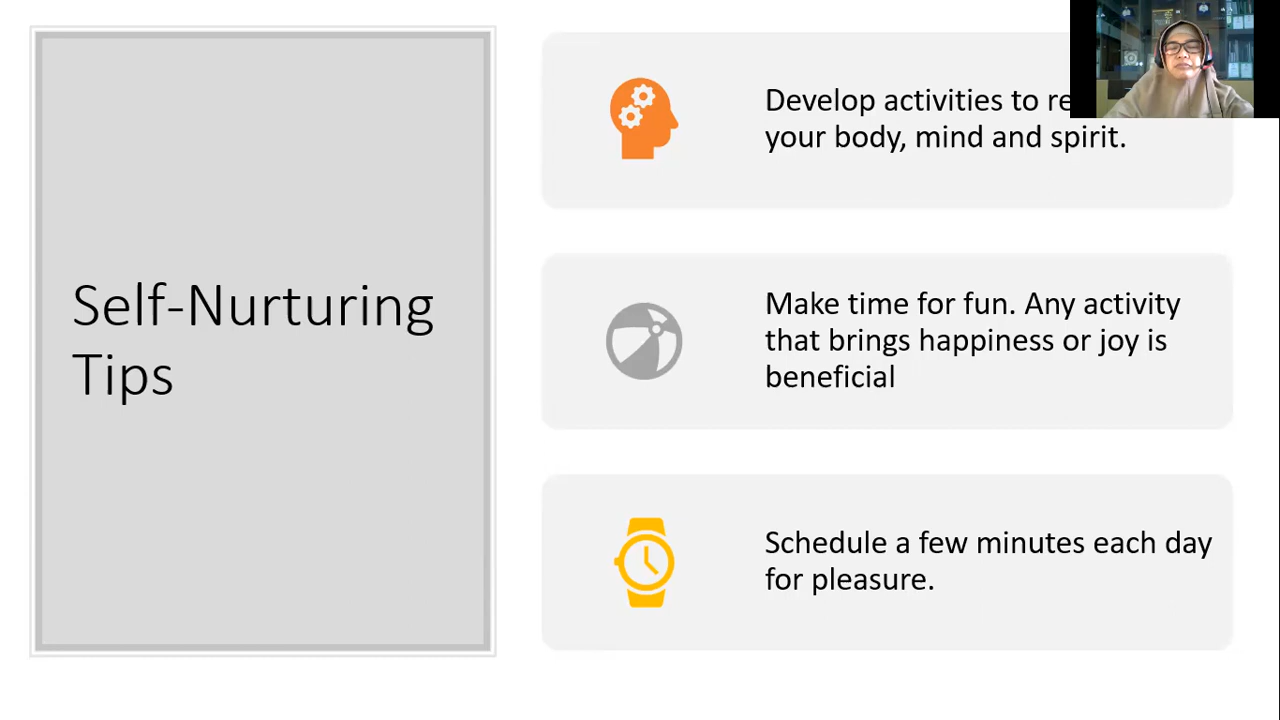 Self-Nurturing
Tips
Develop activities to
your body, mind and spirit.
Make time for fun. Any activity
that brings happiness or joy is
beneficial
Schedule a few minutes each day
for pleasure.